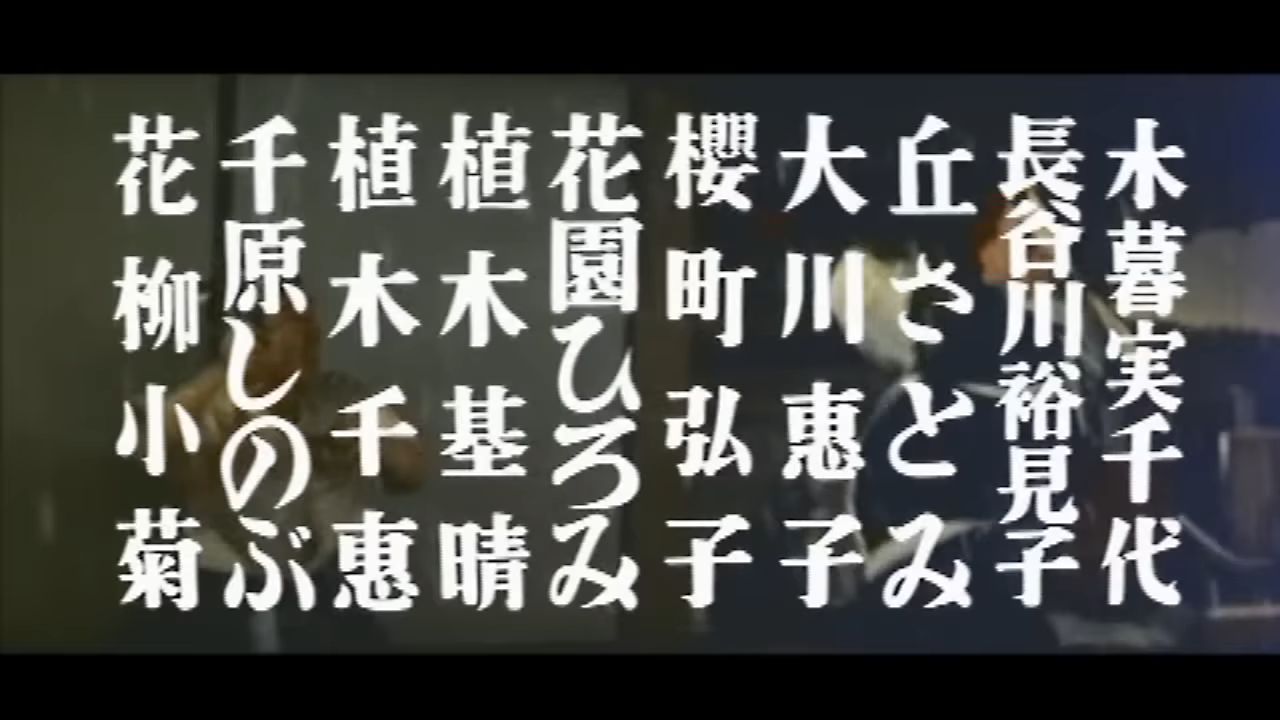 木暮実千代
長谷川裕見子
丘さとみ
大川恵子
櫻町弘子
花園ひろみ
植木基晴
植木千恵
千原しのぶ
花柳小菊